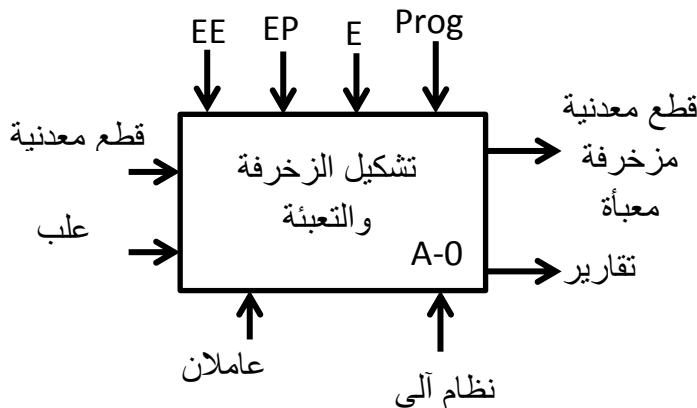 EE EP E Prog
قطع معدنية
علب
تشكيل الزخرفة
والتعبئة
A-0
قطع معدنية
مزخرفة
معبأة
تقارير
عاملان
نظام آلي